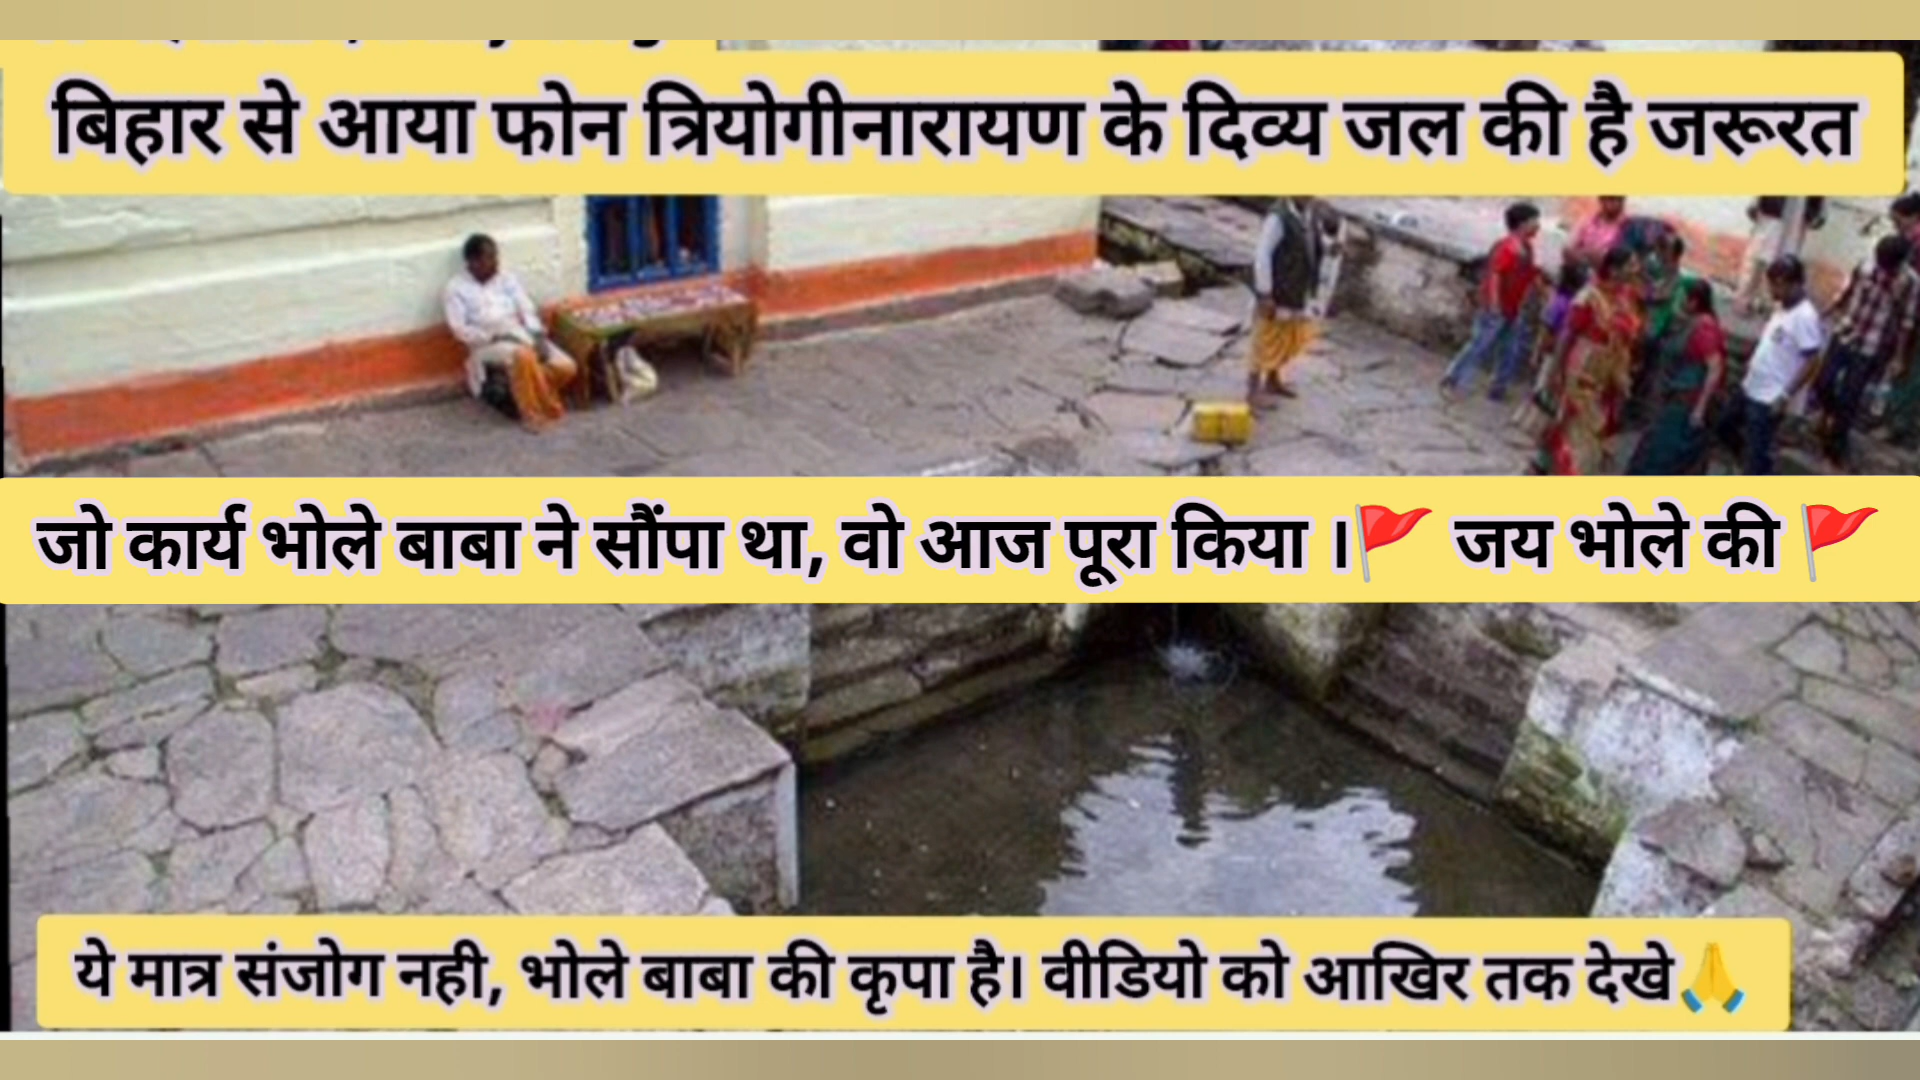 बिहार से आया फोन त्रियोगीनारायण के दिव्य जल की है जरूरत
जो कार्य भोले बाबा ने सौंपा था, वो आज पूरा किया ।🚩 जय भोले की 🚩
ये मात्र संजोग नही, भोले बाबा की कृपा है। वीडियो को आखिर तक देखे🙏